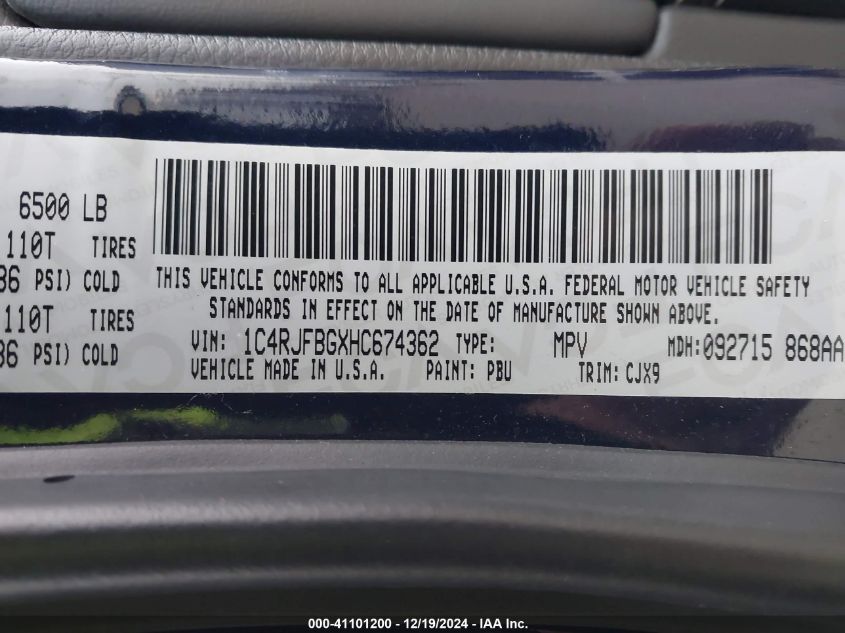 6500 LB
110T TIRES
36 PSI) COLD
110T TIRES
36 PSI) COLD
THIS VEHICLE CONFORMS TO ALL APPLICABLE U.S.A. FEDERAL MOTOR VEHICLE SAFETY
STANDARDS IN EFFECT ON THE DATE OF MANUFACTURE SHOWN ABOVE.
VIN: 1C4RJFBGXHC674362 TYPE: MPV MDH:092715 868AA
VEHICLE MADE IN U.S.A. PAINT: PBU TRIM: CJX9
000-41101200 - 12/19/2024 - IAA Inc.